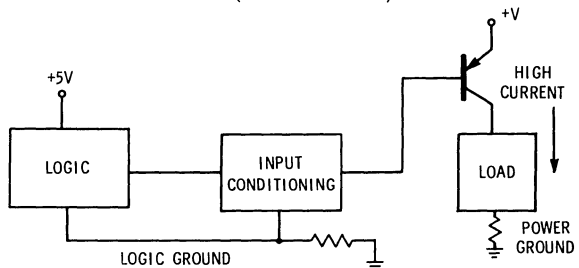 +V
+5V
HIGH
CURRENT
LOGIC
INPUT
CONDITIONING
LOAD
POWER
GROUND
LOGIC GROUND